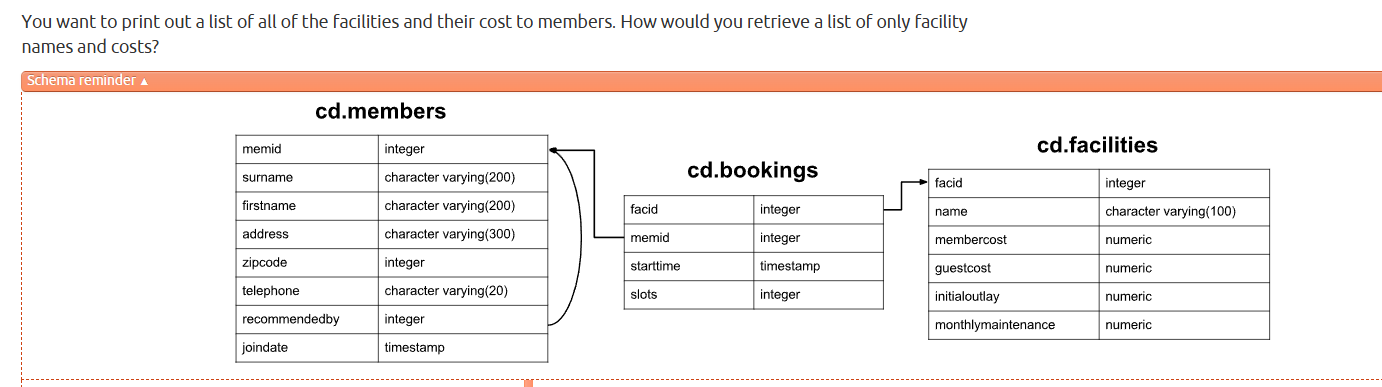 You want to print out a list of all of the facilities and their cost to members. How would you retrieve a list of only facility
names and costs?
Schema reminder ▲
cd.members
memid integer
surname character varying(200)
firstname character varying(200)
address character varying(300)
zipcode integer
telephone character varying(20)
recommendedby integer
joindate timestamp
cd.bookings
facid integer
memid integer
starttime timestamp
slots integer
cd.facilities
facid integer
name character varying(100)
membercost numeric
guestcost numeric
initialoutlay numeric
monthlymaintenance numeric